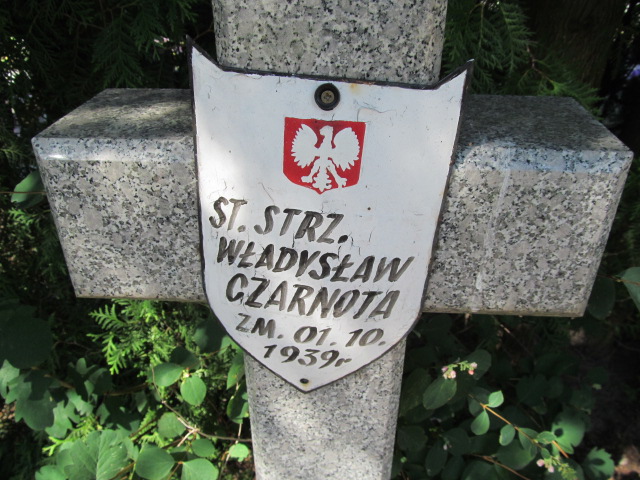 ST. STRZ.
WŁADYSŁAW
CZARNOTA
ZM. 01. 10.
1939r